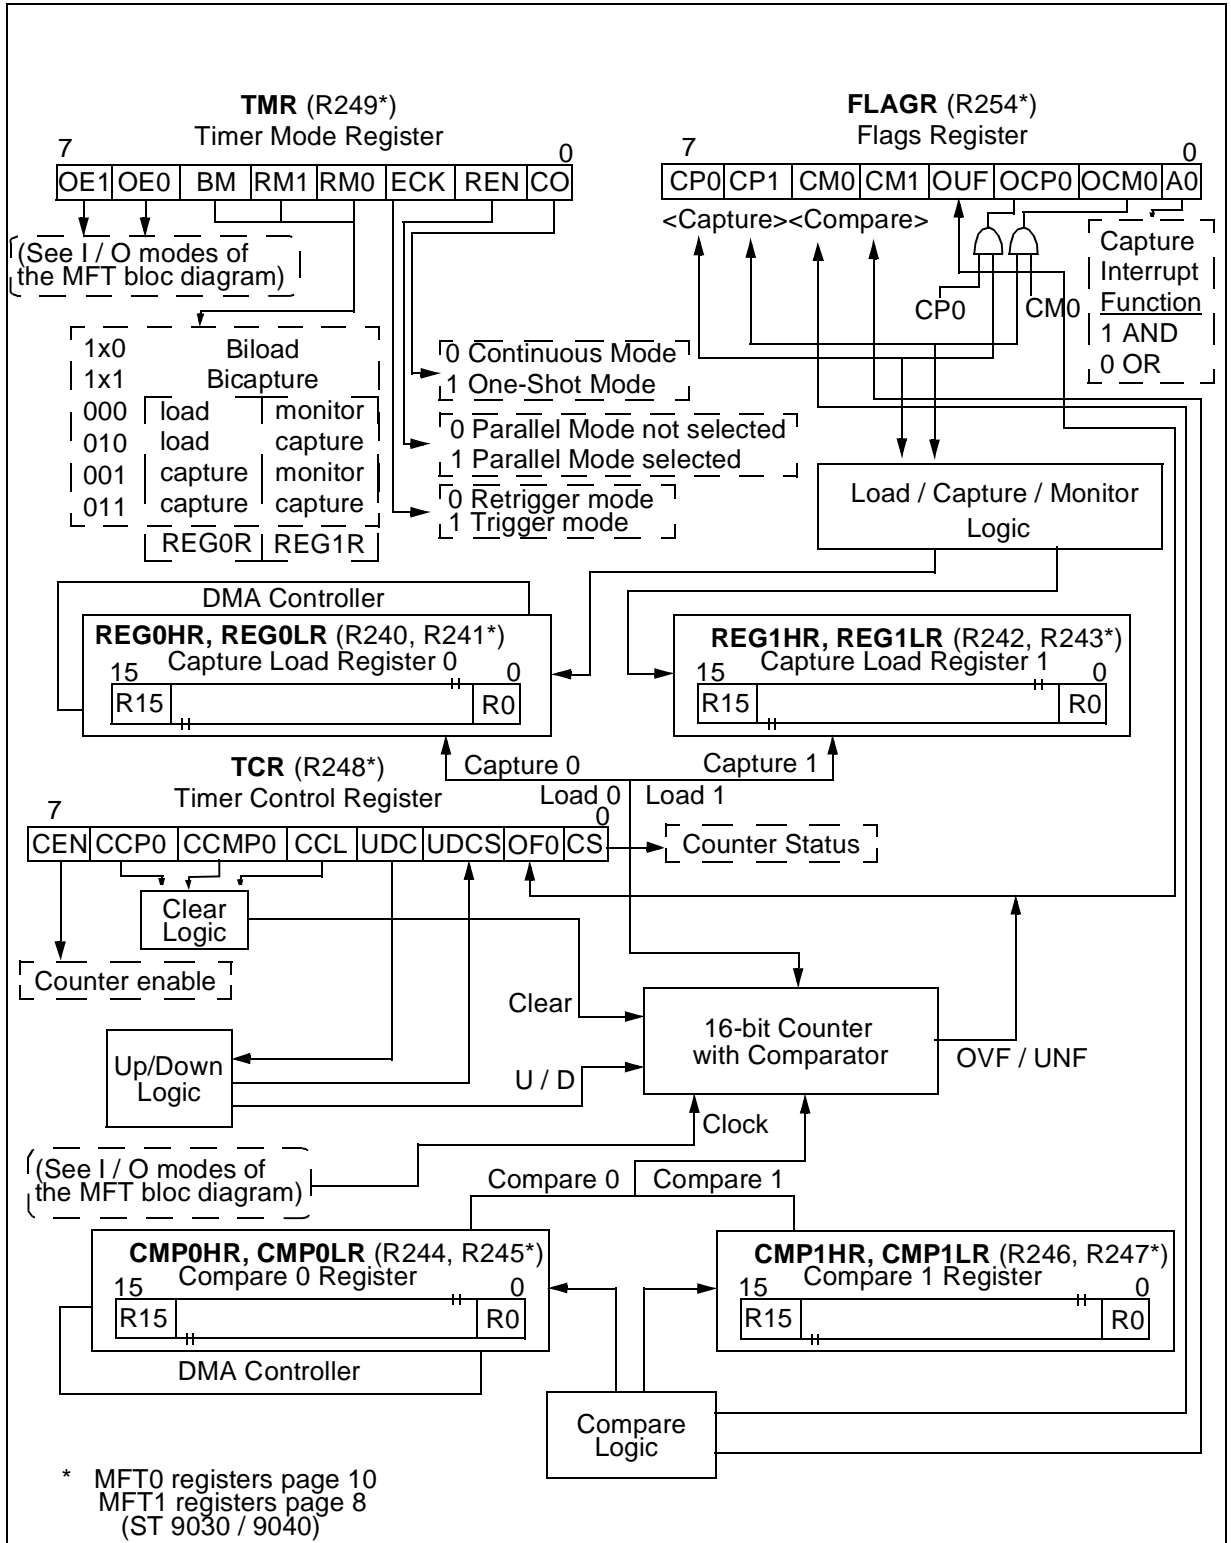 TMR (R249*)
Timer Mode Register
7 0
OE1 OE0 BM RM1 RM0 ECK REN CO
(See I / O modes of
the MFT bloc diagram)
FLAGR (R254*)
Flags Register
7 0
CP0 CP1 CM0 CM1 OUF OCP0 OCM0 A0
<Capture> <Compare>
CP0 CM0
Capture
Interrupt
Function
1 AND
0 OR
1x0 Biload
1x1 Bicapture
000 load monitor
010 load capture
001 capture monitor
011 capture capture
REG0R REG1R
0 Continuous Mode
1 One-Shot Mode
0 Parallel Mode not selected
1 Parallel Mode selected
0 Retrigger mode
1 Trigger mode
Load / Capture / Monitor
Logic
DMA Controller
REG0HR, REG0LR (R240, R241*)
Capture Load Register 0
15 0
R15 R0
REG1HR, REG1LR (R242, R243*)
Capture Load Register 1
15 0
R15 R0
Capture 0 Capture 1
Load 0 Load 1
TCR (R248*)
Timer Control Register
7 0
CEN CCP0 CCMP0 CCL UDC UDCS OF0 CS
Counter Status
Clear
Logic
Counter enable
Clear
16-bit Counter
with Comparator
OVF / UNF
Up/Down
Logic
U / D
Clock
(See I / O modes of
the MFT bloc diagram)
Compare 0 Compare 1
CMP0HR, CMP0LR (R244, R245*)
Compare 0 Register
15 0
R15 R0
DMA Controller
CMP1HR, CMP1LR (R246, R247*)
Compare 1 Register
15 0
R15 R0
Compare
Logic
* MFT0 registers page 10
MFT1 registers page 8
(ST 9030 / 9040)